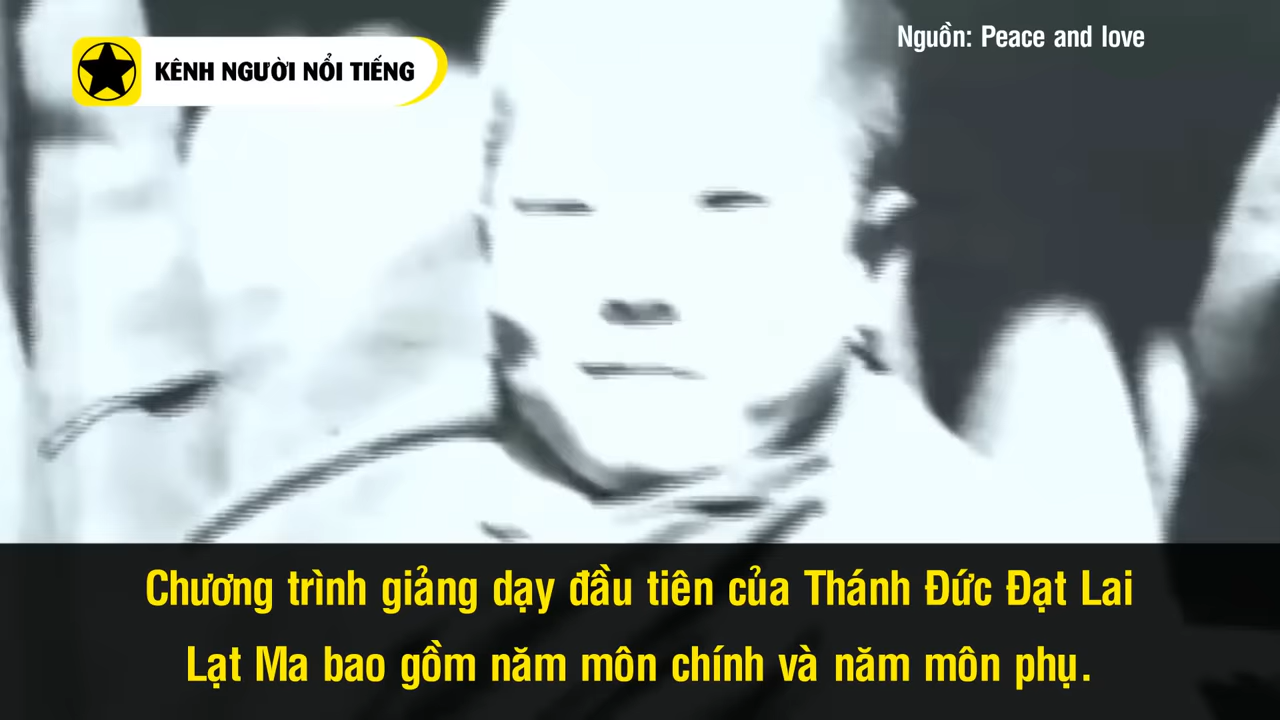 Nguồn: Peace and love
KÊNH NGƯỜI NỔI TIẾNG
Chương trình giảng dạy đầu tiên của Thánh Đức Đạt Lai
Lạt Ma bao gồm năm môn chính và năm môn phụ.